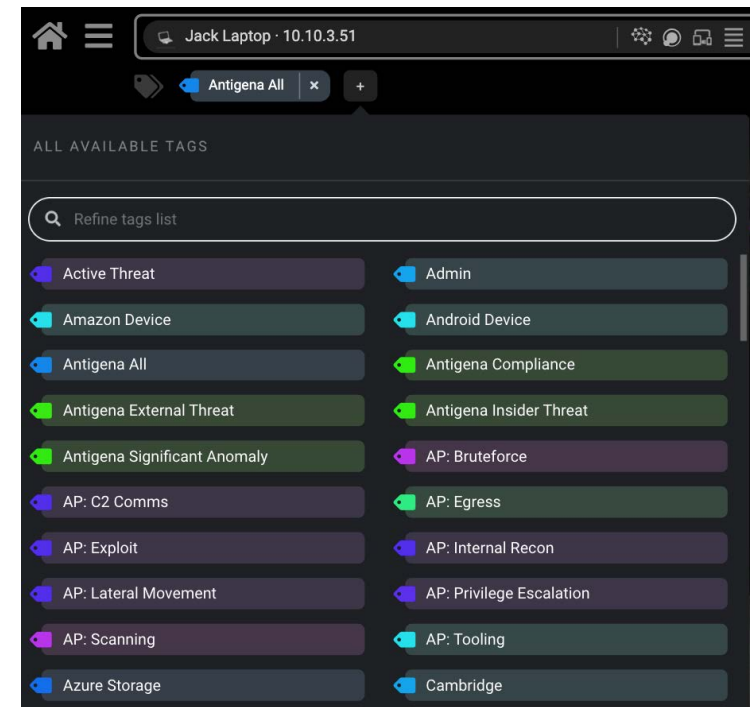 Jack Laptop · 10.10.3.51
Antigena All × +
ALL AVAILABLE TAGS
Refine tags list
Active Threat Admin
Amazon Device Android Device
Antigena All Antigena Compliance
Antigena External Threat Antigena Insider Threat
Antigena Significant Anomaly AP: Bruteforce
AP: C2 Comms AP: Egress
AP: Exploit AP: Internal Recon
AP: Lateral Movement AP: Privilege Escalation
AP: Scanning AP: Tooling
Azure Storage Cambridge